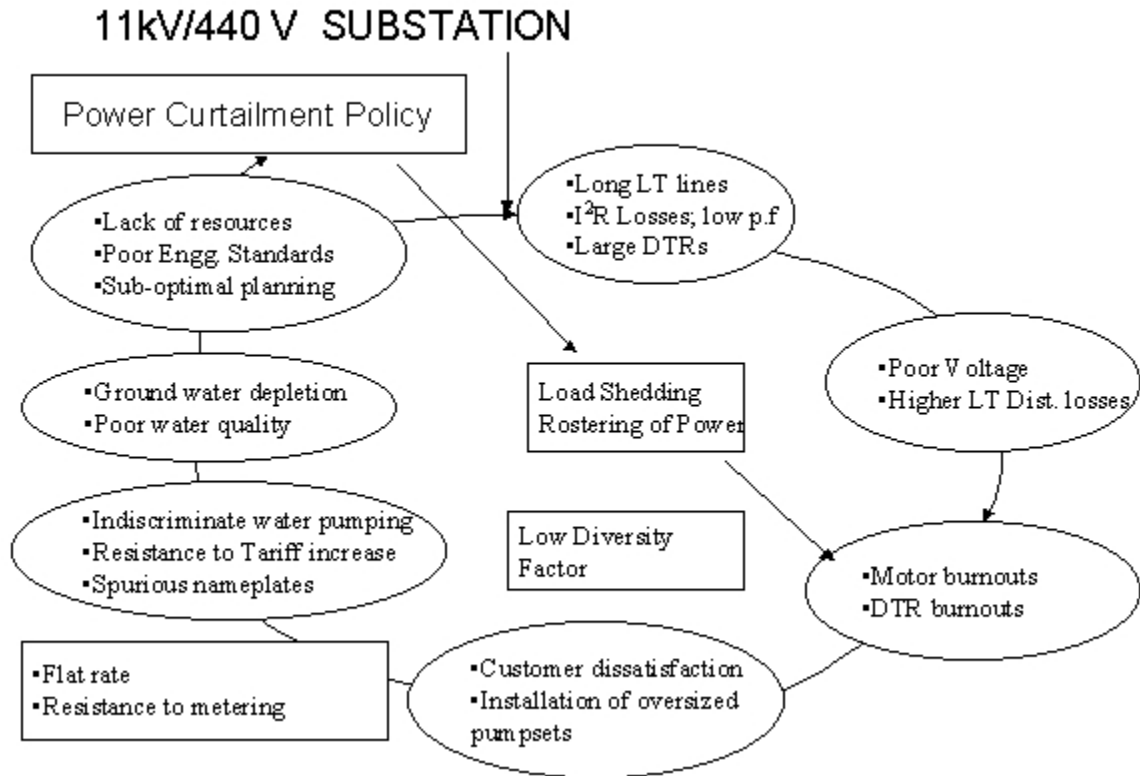 11kV/440 V SUBSTATION
Power Curtailment Policy
▪Long LT lines
▪I²R Losses; low p.f
▪Large DTRs
▪Lack of resources
▪Poor Engg. Standards
▪Sub-optimal planning
▪Poor Voltage
▪Higher LT Dist. losses
▪Ground water depletion
▪Poor water quality
Load Shedding
Rostering of Power
▪Indiscriminate water pumping
▪Resistance to Tariff increase
▪Spurious nameplates
Low Diversity
Factor
▪Motor burnouts
▪DTR burnouts
▪Flat rate
▪Resistance to metering
▪Customer dissatisfaction
▪Installation of oversized
pumpsets